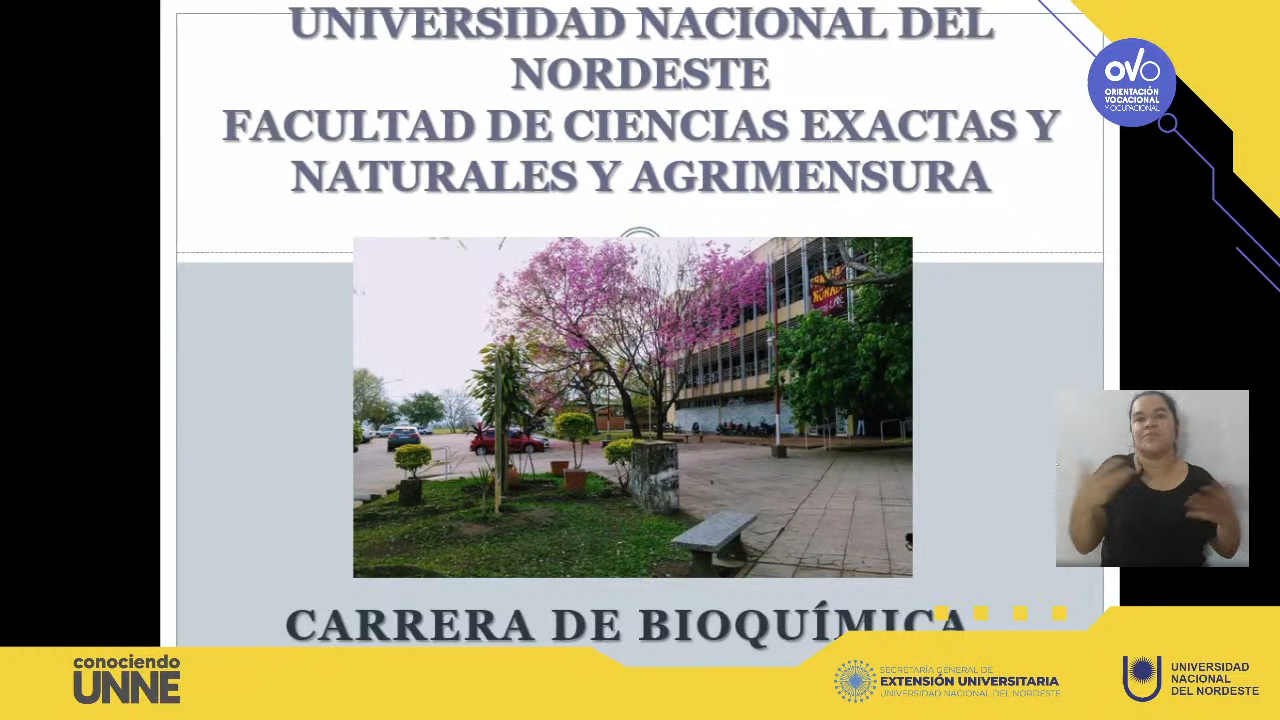 UNIVERSIDAD NACIONAL DEL
NORDESTE
FACULTAD DE CIENCIAS EXACTAS Y
NATURALES Y AGRIMENSURA
OVO
ORIENTACIÓN
VOCACIONAL
Y OCUPACIONAL
CARRERA DE BIOQUÍMICA
conociendo
UNNE
SECRETARÍA GENERAL DE
EXTENSIÓN UNIVERSITARIA
UNIVERSIDAD NACIONAL DEL NORDESTE
UNIVERSIDAD
NACIONAL
DEL NORDESTE